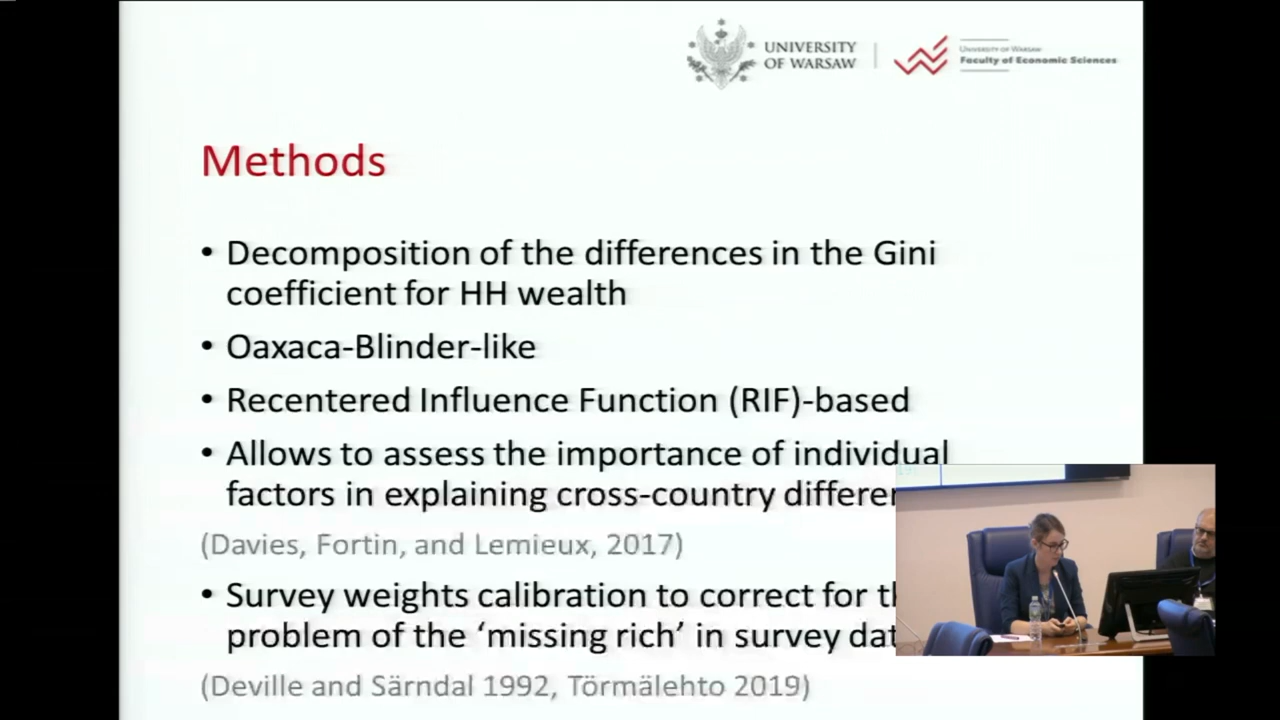 UNIVERSITY
OF WARSAW
University of Warsaw
Faculty of Economic Sciences
Methods
• Decomposition of the differences in the Gini
coefficient for HH wealth
• Oaxaca-Blinder-like
• Recentered Influence Function (RIF)-based
• Allows to assess the importance of individual
factors in explaining cross-country
(Davies, Fortin, and Lemieux, 2017)
• Survey weights calibration to correct for
problem of the ‘missing rich’ in survey
(Deville and Särndal 1992, Törmälehto 2019)